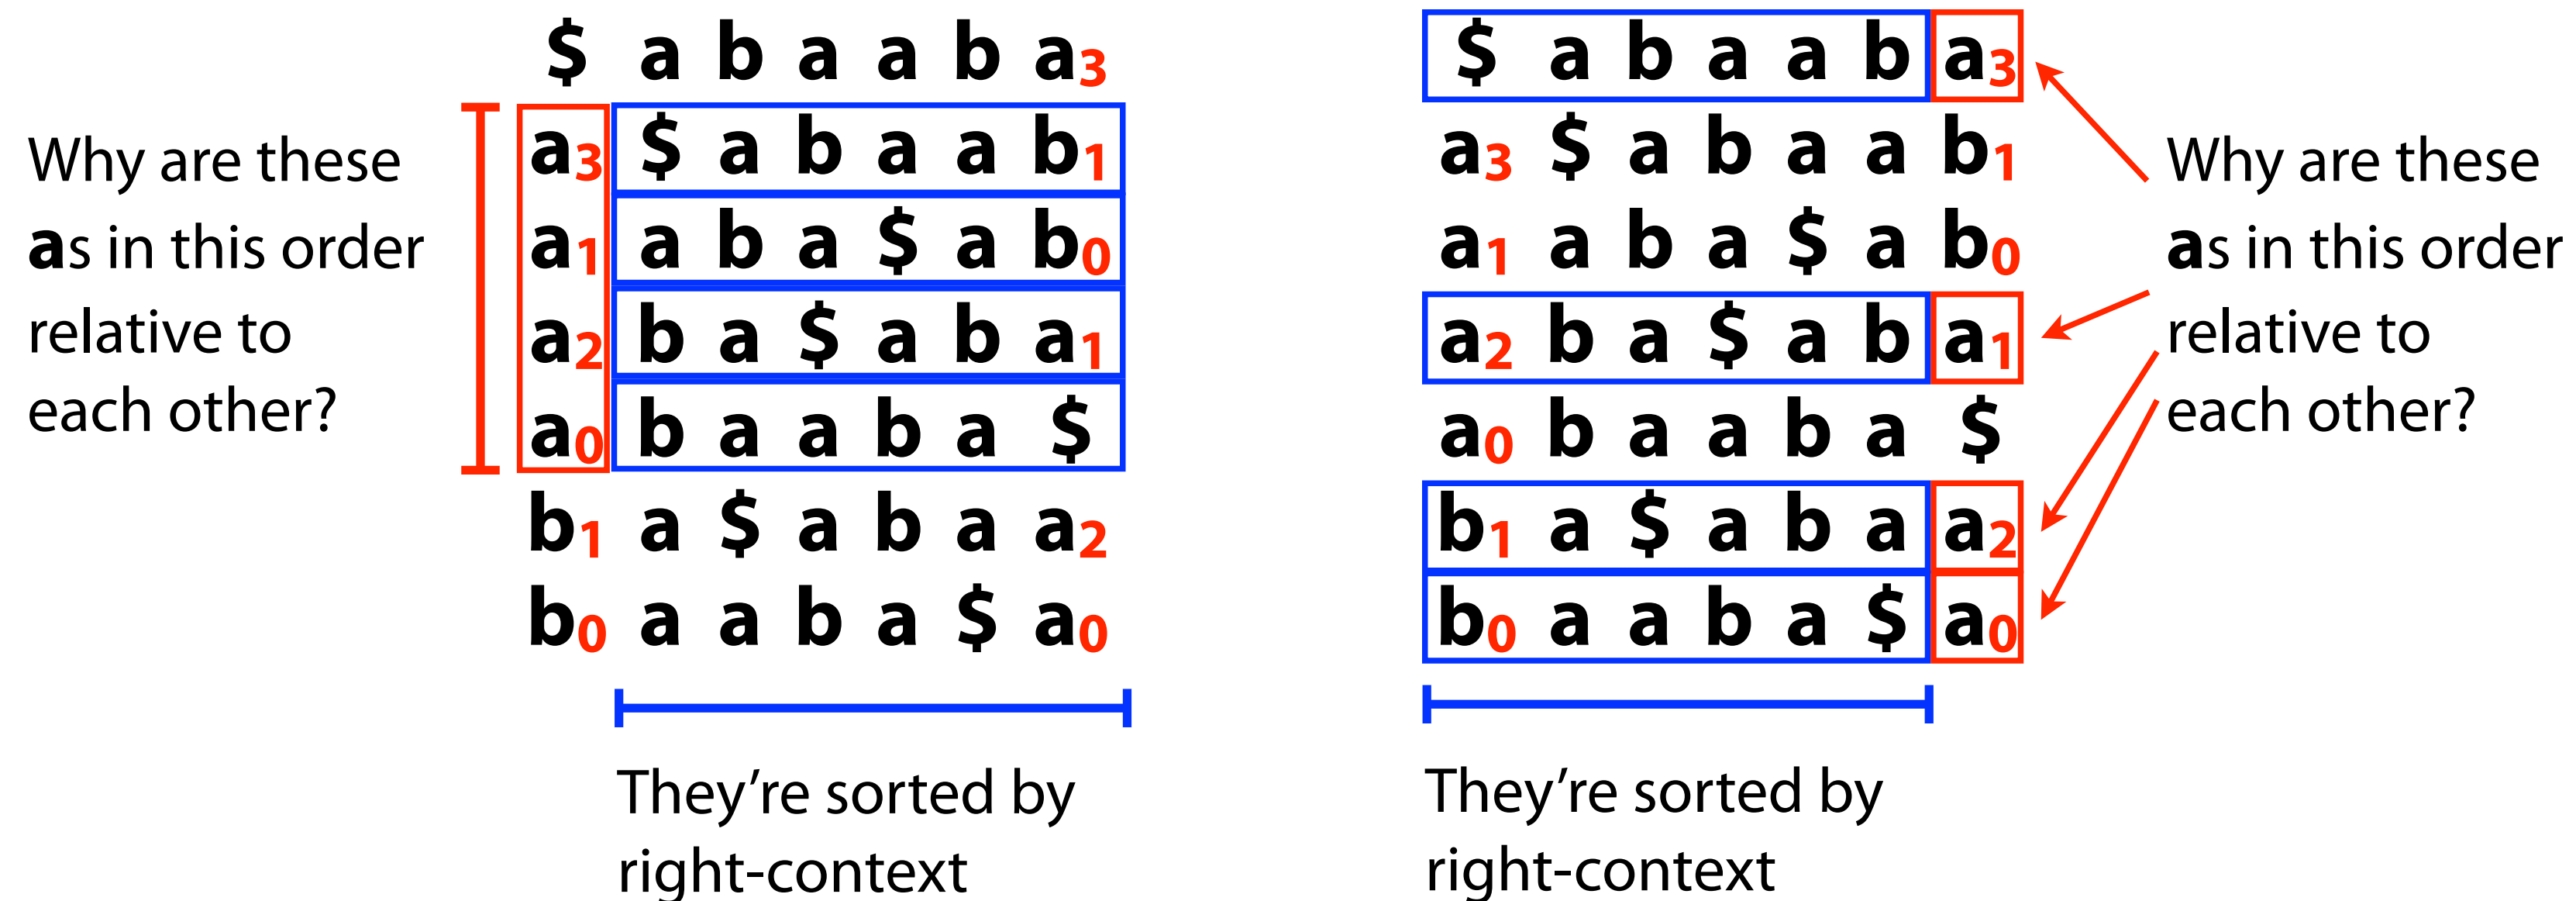 Why are these
as in this order
relative to
each other?
$ a b a a b a3
a3 $ a b a a b1
a1 a b a $ a b0
a2 b a $ a b a1
a0 b a a b a $
b1 a $ a b a a2
b0 a a b a $ a0
They’re sorted by
right-context
$ a b a a b a3
a3 $ a b a a b1
a1 a b a $ a b0
a2 b a $ a b a1
a0 b a a b a $
b1 a $ a b a a2
b0 a a b a $ a0
They’re sorted by
right-context
Why are these
as in this order
relative to
each other?